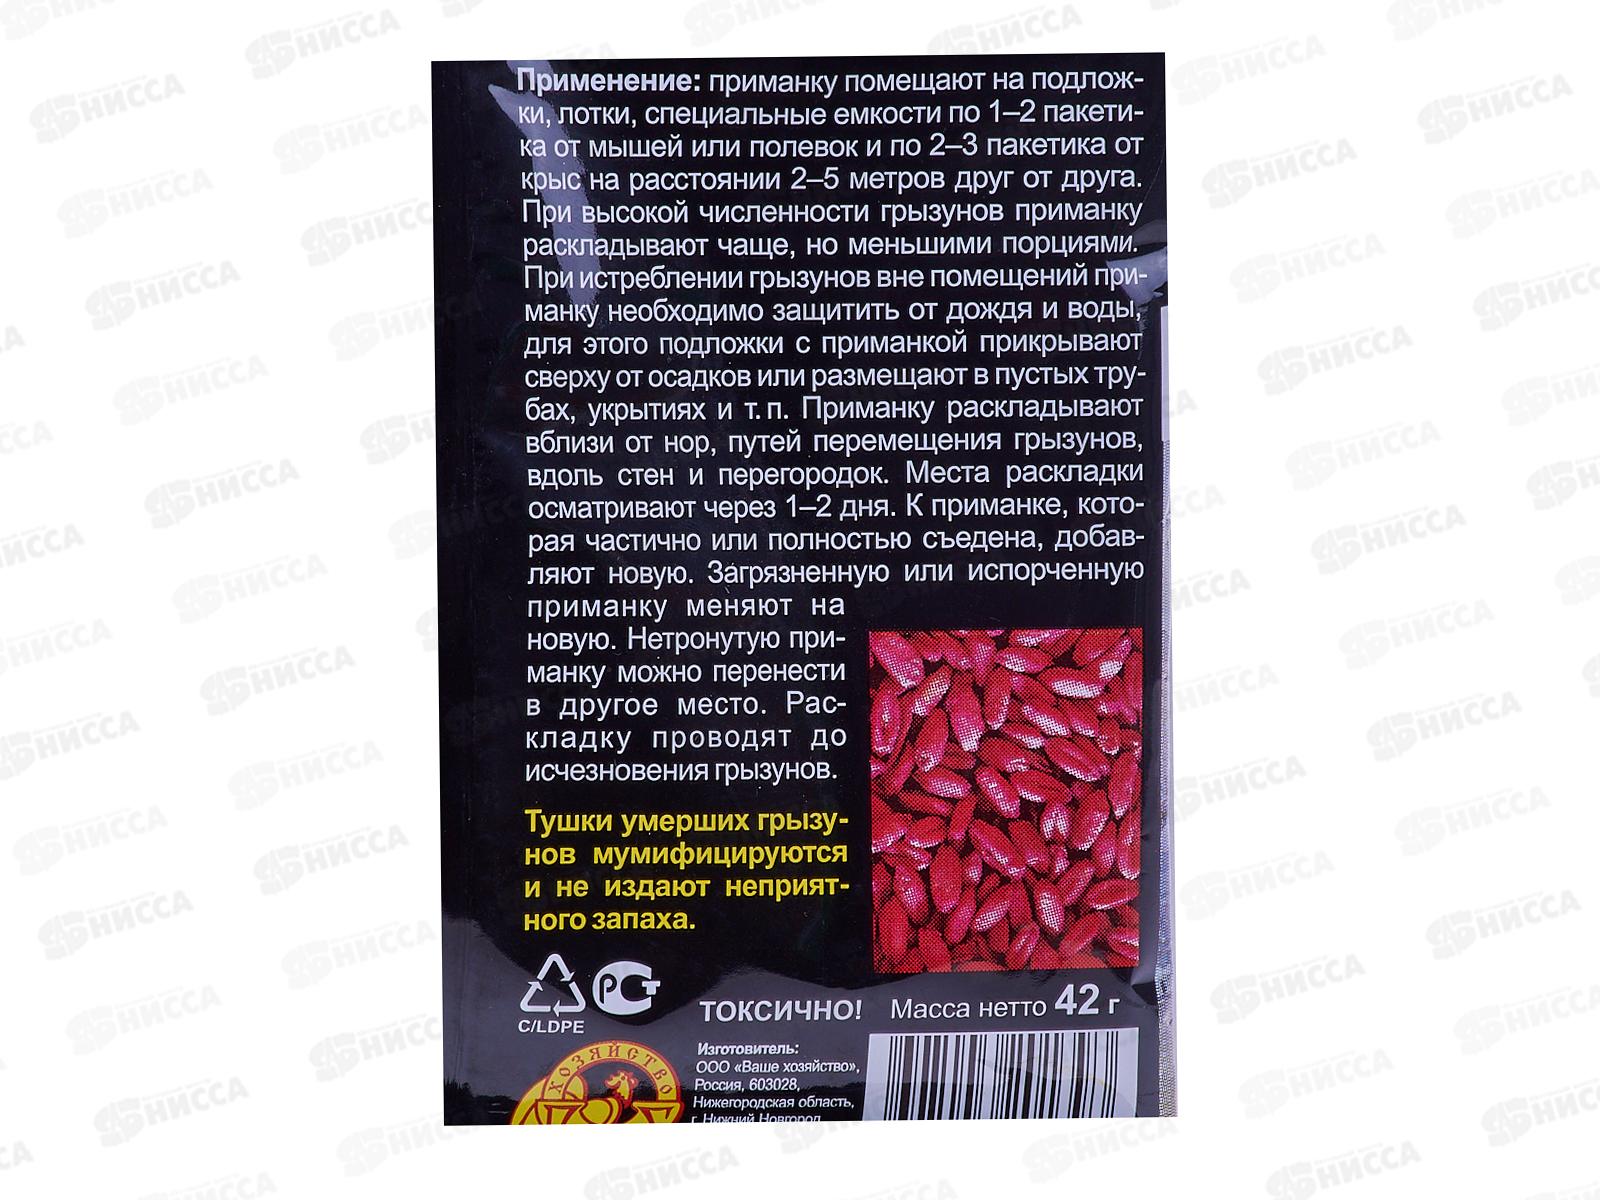 Применение: приманку помещают на подлож-
ки, лотки, специальные емкости по 1–2 пакети-
ка от мышей или полевок и по 2–3 пакетика от
крыс на расстоянии 2–5 метров друг от друга.
При высокой численности грызунов приманку
раскладывают чаще, но меньшими порциями.
При истреблении грызунов вне помещений при-
манку необходимо защитить от дождя и воды,
для этого подложки с приманкой прикрывают
сверху от осадков или размещают в пустых тру-
бах, укрытиях и т.п. Приманку раскладывают
вблизи от нор, путей перемещения грызунов,
вдоль стен и перегородок. Места раскладки
осматривают через 1–2 дня. К приманке, кото-
рая частично или полностью съедена, добав-
ляют новую. Загрязненную или испорченную
приманку меняют на
новую. Нетронутую при-
манку можно перенести
в другое место. Рас-
кладку проводят до
исчезновения грызунов.
Тушки умерших грызу-
нов мумифицируются
и не издают неприят-
ного запаха.
РСТ
C/LDPE
ТОКСИЧНО! Масса нетто 42 г
ХОЗЯЙСТВО
Изготовитель:
ООО «Ваше хозяйство»,
Россия, 603028,
Нижегородская область,
г. Нижний Новгород
НИССА